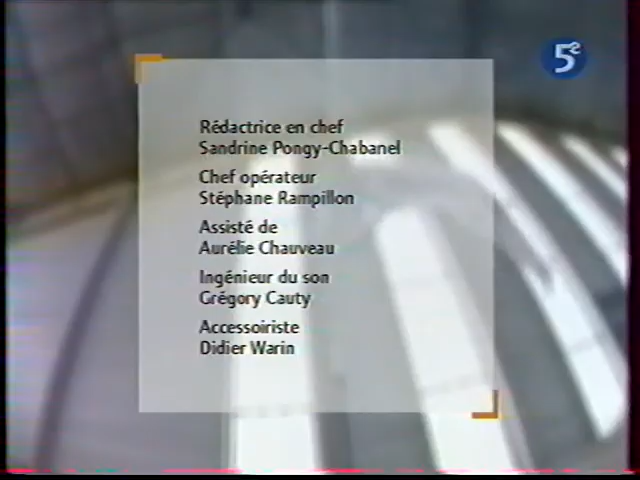 5e
Rédactrice en chef
Sandrine Pongy-Chabanel
Chef opérateur
Stéphane Rampillon
Assisté de
Aurélie Chauveau
Ingénieur du son
Grégory Cauty
Accessoiriste
Didier Warin